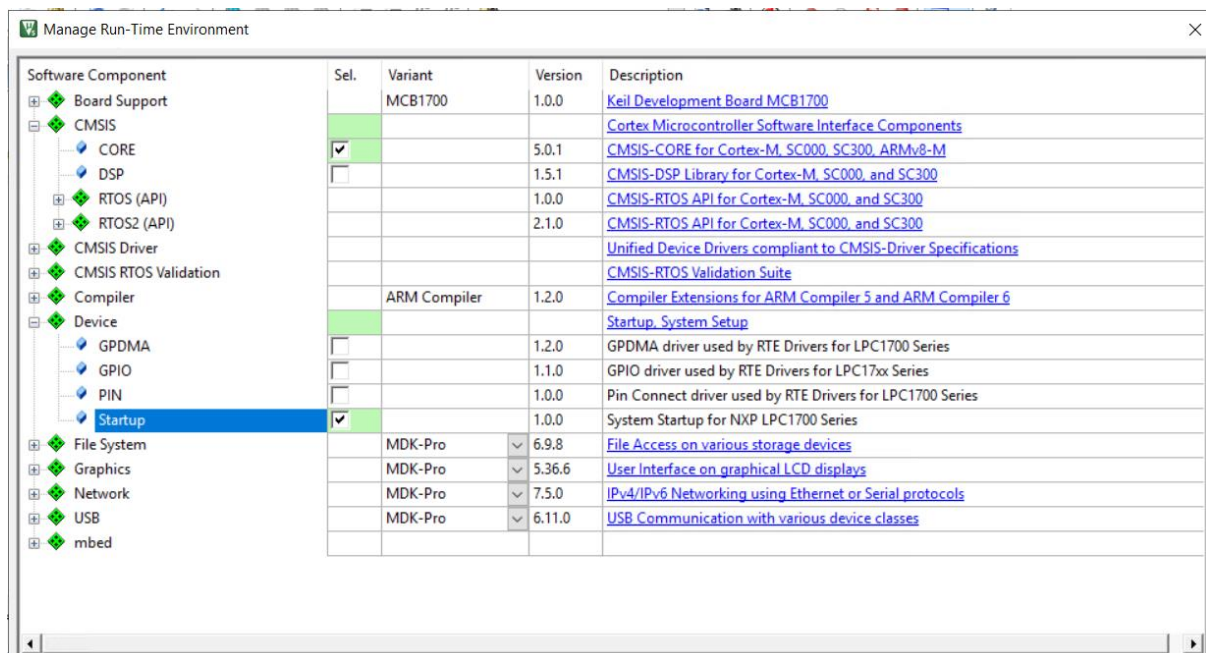 Manage Run-Time Environment
Software Component Sel. Variant Version Description
Board Support MCB1700 1.0.0 Keil Development Board MCB1700
CMSIS Cortex Microcontroller Software Interface Components
CORE 5.0.1 CMSIS-CORE for Cortex-M, SC000, SC300, ARMv8-M
DSP 1.5.1 CMSIS-DSP Library for Cortex-M, SC000, and SC300
RTOS (API) 1.0.0 CMSIS-RTOS API for Cortex-M, SC000, and SC300
RTOS2 (API) 2.1.0 CMSIS-RTOS API for Cortex-M, SC000, and SC300
CMSIS Driver Unified Device Drivers compliant to CMSIS-Driver Specifications
CMSIS RTOS Validation CMSIS-RTOS Validation Suite
Compiler ARM Compiler 1.2.0 Compiler Extensions for ARM Compiler 5 and ARM Compiler 6
Device Startup, System Setup
GPDMA 1.2.0 GPDMA driver used by RTE Drivers for LPC1700 Series
GPIO 1.1.0 GPIO driver used by RTE Drivers for LPC17xx Series
PIN 1.0.0 Pin Connect driver used by RTE Drivers for LPC1700 Series
Startup 1.0.0 System Startup for NXP LPC1700 Series
File System MDK-Pro 6.9.8 File Access on various storage devices
Graphics MDK-Pro 5.36.6 User Interface on graphical LCD displays
Network MDK-Pro 7.5.0 IPv4/IPv6 Networking using Ethernet or Serial protocols
USB MDK-Pro 6.11.0 USB Communication with various device classes
mbed